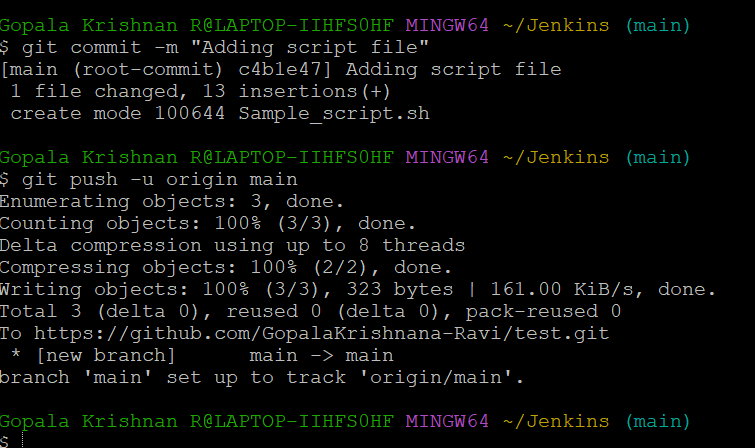 Gopala Krishnan R@LAPTOP-IIHFS0HF MINGW64 ~/Jenkins (main)
$ git commit -m "Adding script file"
[main (root-commit) c4b1e47] Adding script file
 1 file changed, 13 insertions(+)
 create mode 100644 Sample_script.sh

Gopala Krishnan R@LAPTOP-IIHFS0HF MINGW64 ~/Jenkins (main)
$ git push -u origin main
Enumerating objects: 3, done.
Counting objects: 100% (3/3), done.
Delta compression using up to 8 threads
Compressing objects: 100% (2/2), done.
Writing objects: 100% (3/3), 323 bytes | 161.00 KiB/s, done.
Total 3 (delta 0), reused 0 (delta 0), pack-reused 0
To https://github.com/GopalaKrishnana-Ravi/test.git
 * [new branch]      main -> main
branch 'main' set up to track 'origin/main'.

Gopala Krishnan R@LAPTOP-IIHFS0HF MINGW64 ~/Jenkins (main)
$